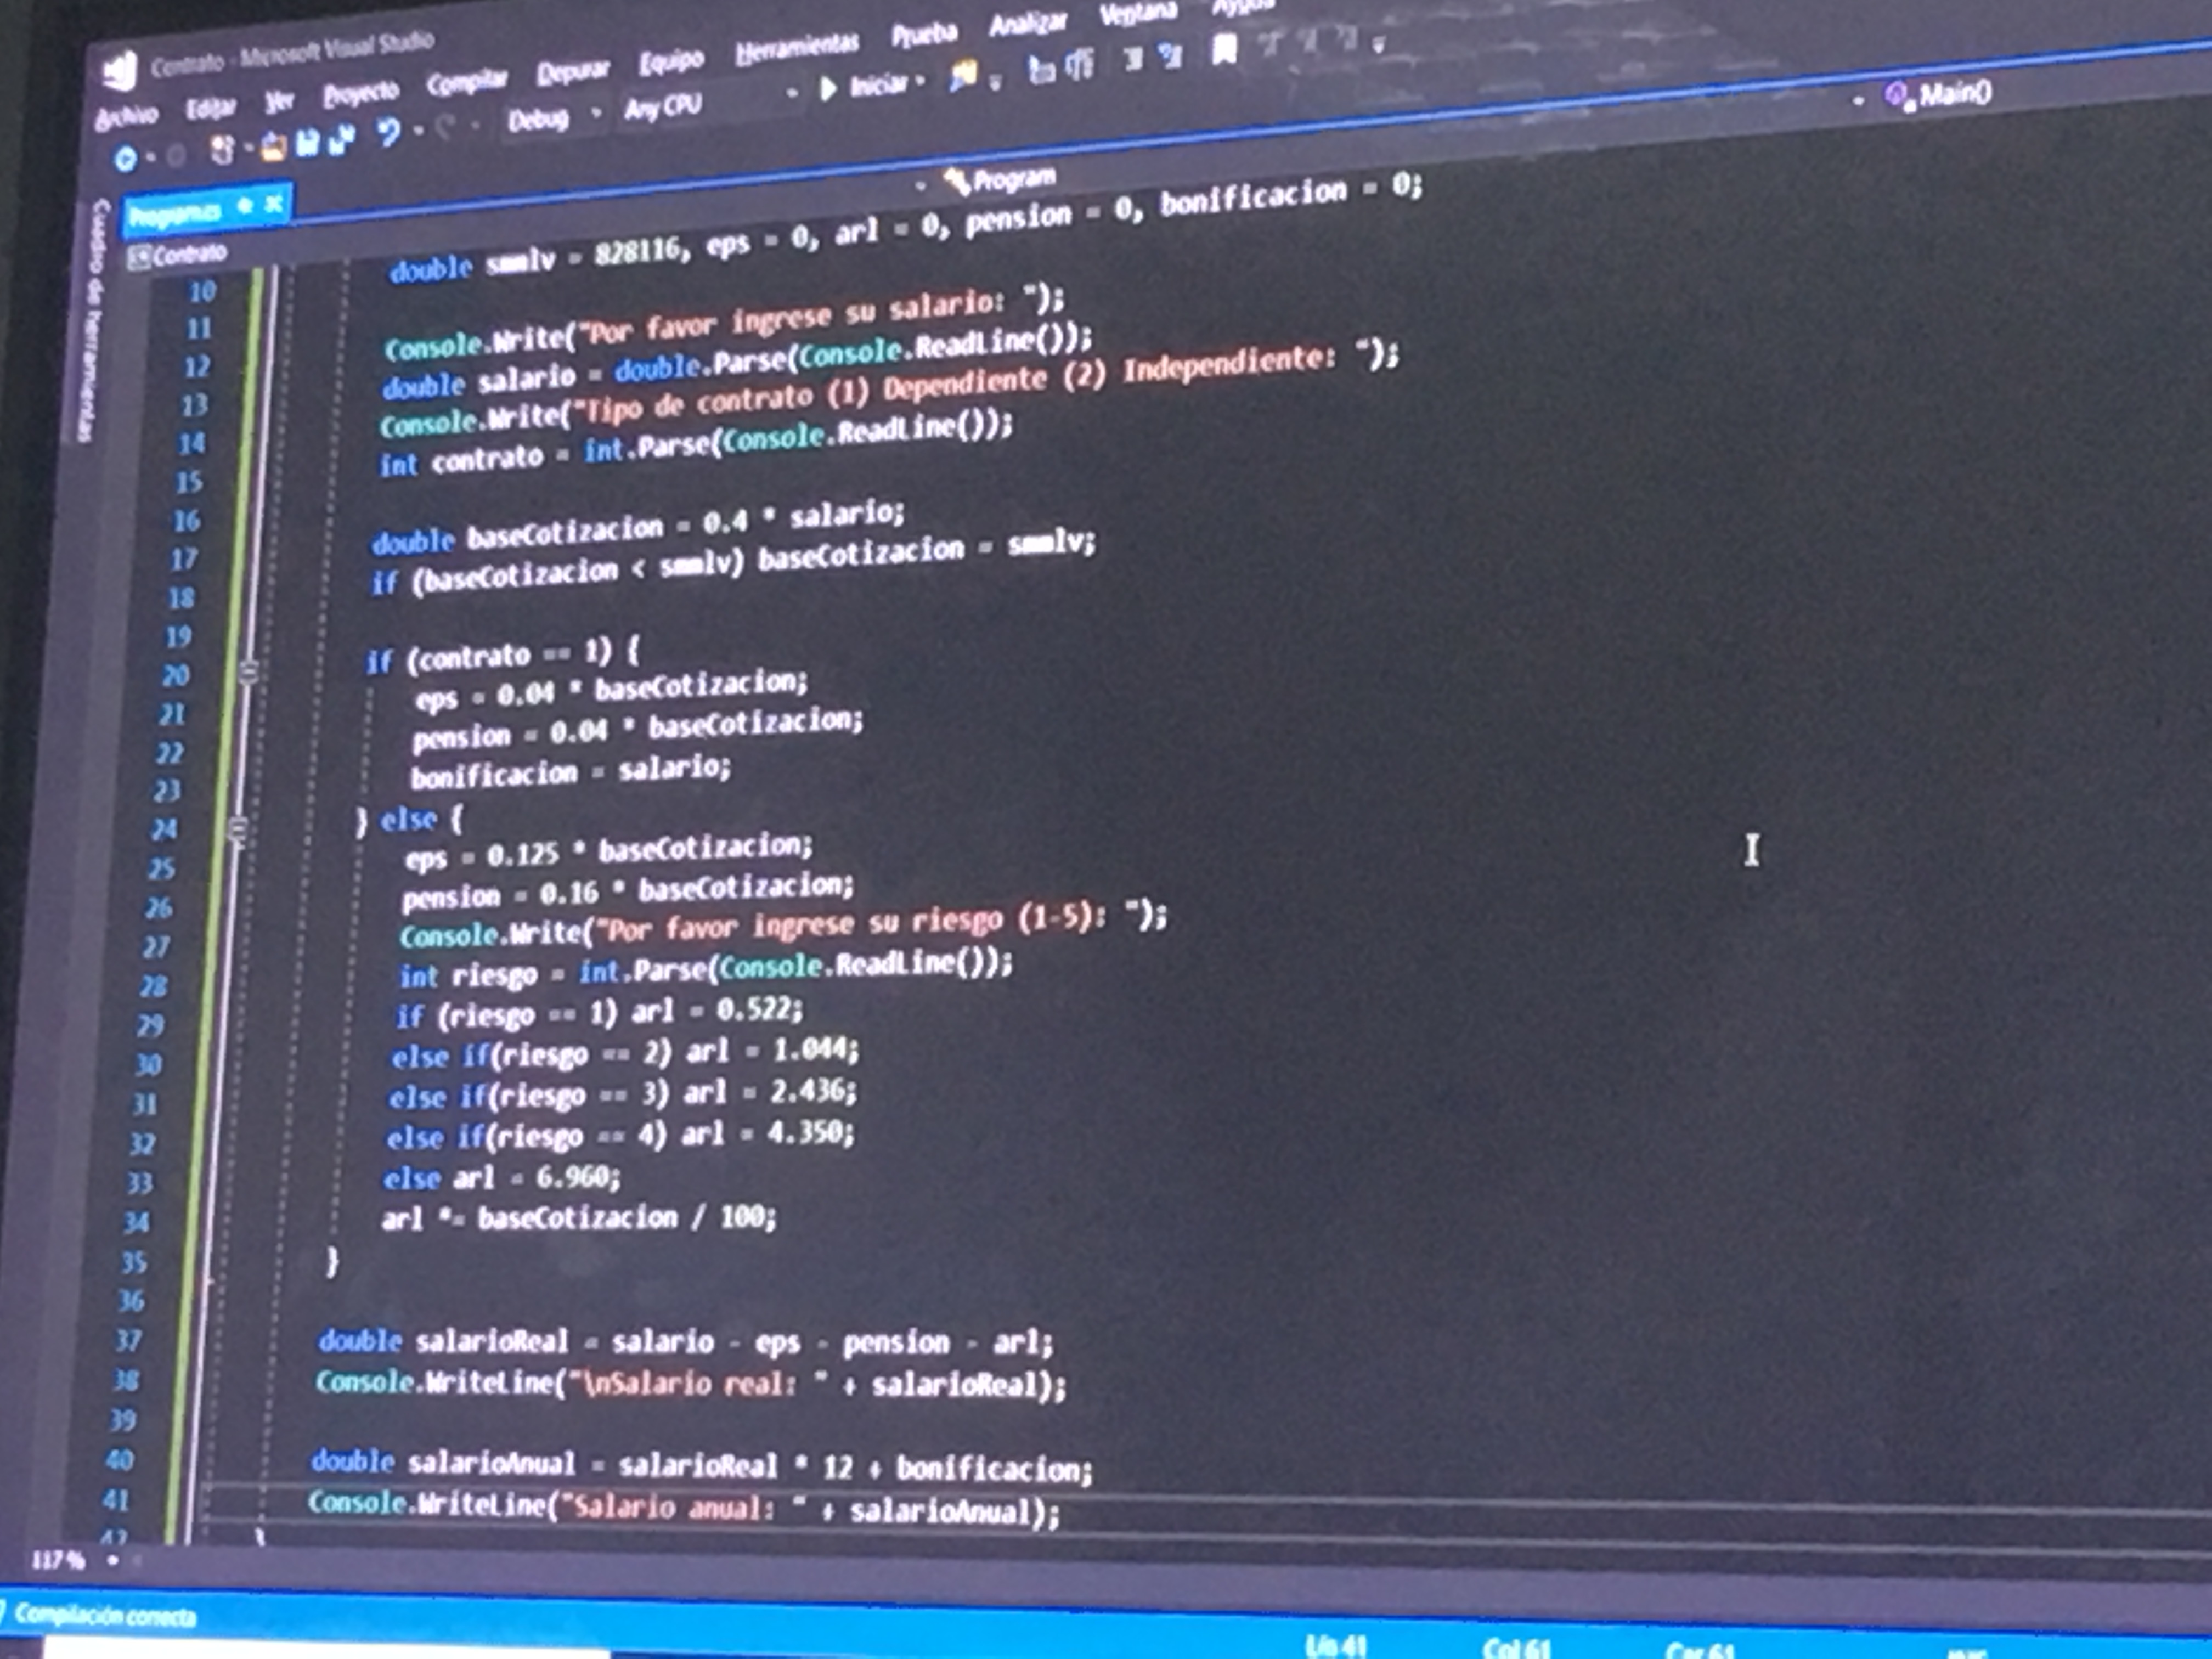 Contrato - Microsoft Visual Studio
Archivo Editar Ver Proyecto Compilar Depurar Equipo Herramientas Prueba Analizar Ventana Ayuda
Debug Any CPU Iniciar
Program.cs
Contrato Program Main()
Cuadro de herramientas
10 double smmlv = 828116, eps = 0, arl = 0, pension = 0, bonificacion = 0;
11
12 Console.Write("Por favor ingrese su salario: ");
13 double salario = double.Parse(Console.ReadLine());
14 Console.Write("Tipo de contrato (1) Dependiente (2) Independiente: ");
15 int contrato = int.Parse(Console.ReadLine());
16
17 double baseCotizacion = 0.4 * salario;
18 if (baseCotizacion < smmlv) baseCotizacion = smmlv;
19
20 if (contrato == 1) {
21 eps = 0.04 * baseCotizacion;
22 pension = 0.04 * baseCotizacion;
23 bonificacion = salario;
24 } else {
25 eps = 0.125 * baseCotizacion;
26 pension = 0.16 * baseCotizacion;
27 Console.Write("Por favor ingrese su riesgo (1-5): ");
28 int riesgo = int.Parse(Console.ReadLine());
29 if (riesgo == 1) arl = 0.522;
30 else if(riesgo == 2) arl = 1.044;
31 else if(riesgo == 3) arl = 2.436;
32 else if(riesgo == 4) arl = 4.350;
33 else arl = 6.960;
34 arl *= baseCotizacion / 100;
35 }
36
37 double salarioReal = salario - eps - pension - arl;
38 Console.WriteLine("\nSalario real: " + salarioReal);
39
40 double salarioAnual = salarioReal * 12 + bonificacion;
41 Console.WriteLine("Salario anual: " + salarioAnual);
42 }
117 %
Compilación correcta Lín 41 Col 61 Car 61